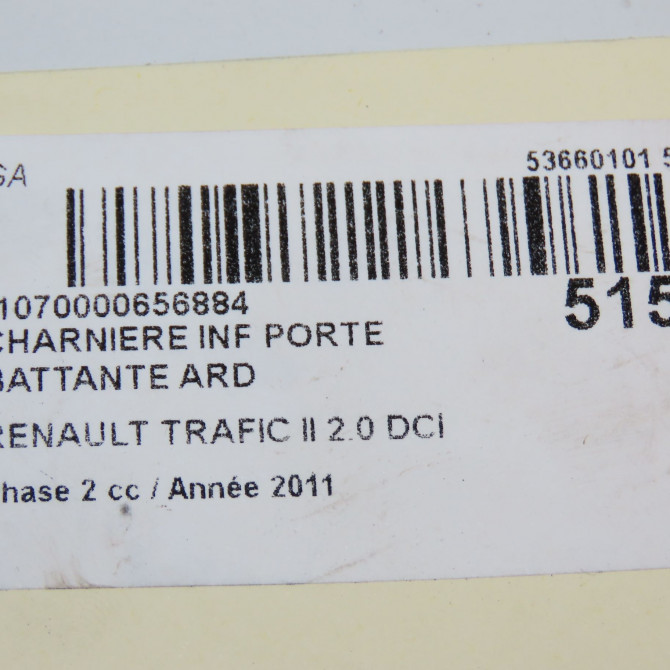 GA
53660101 5
1070000656884
515
CHARNIERE INF PORTE
BATTANTE ARD
RENAULT TRAFIC II 2.0 DCI
hase 2 cc / Année 2011